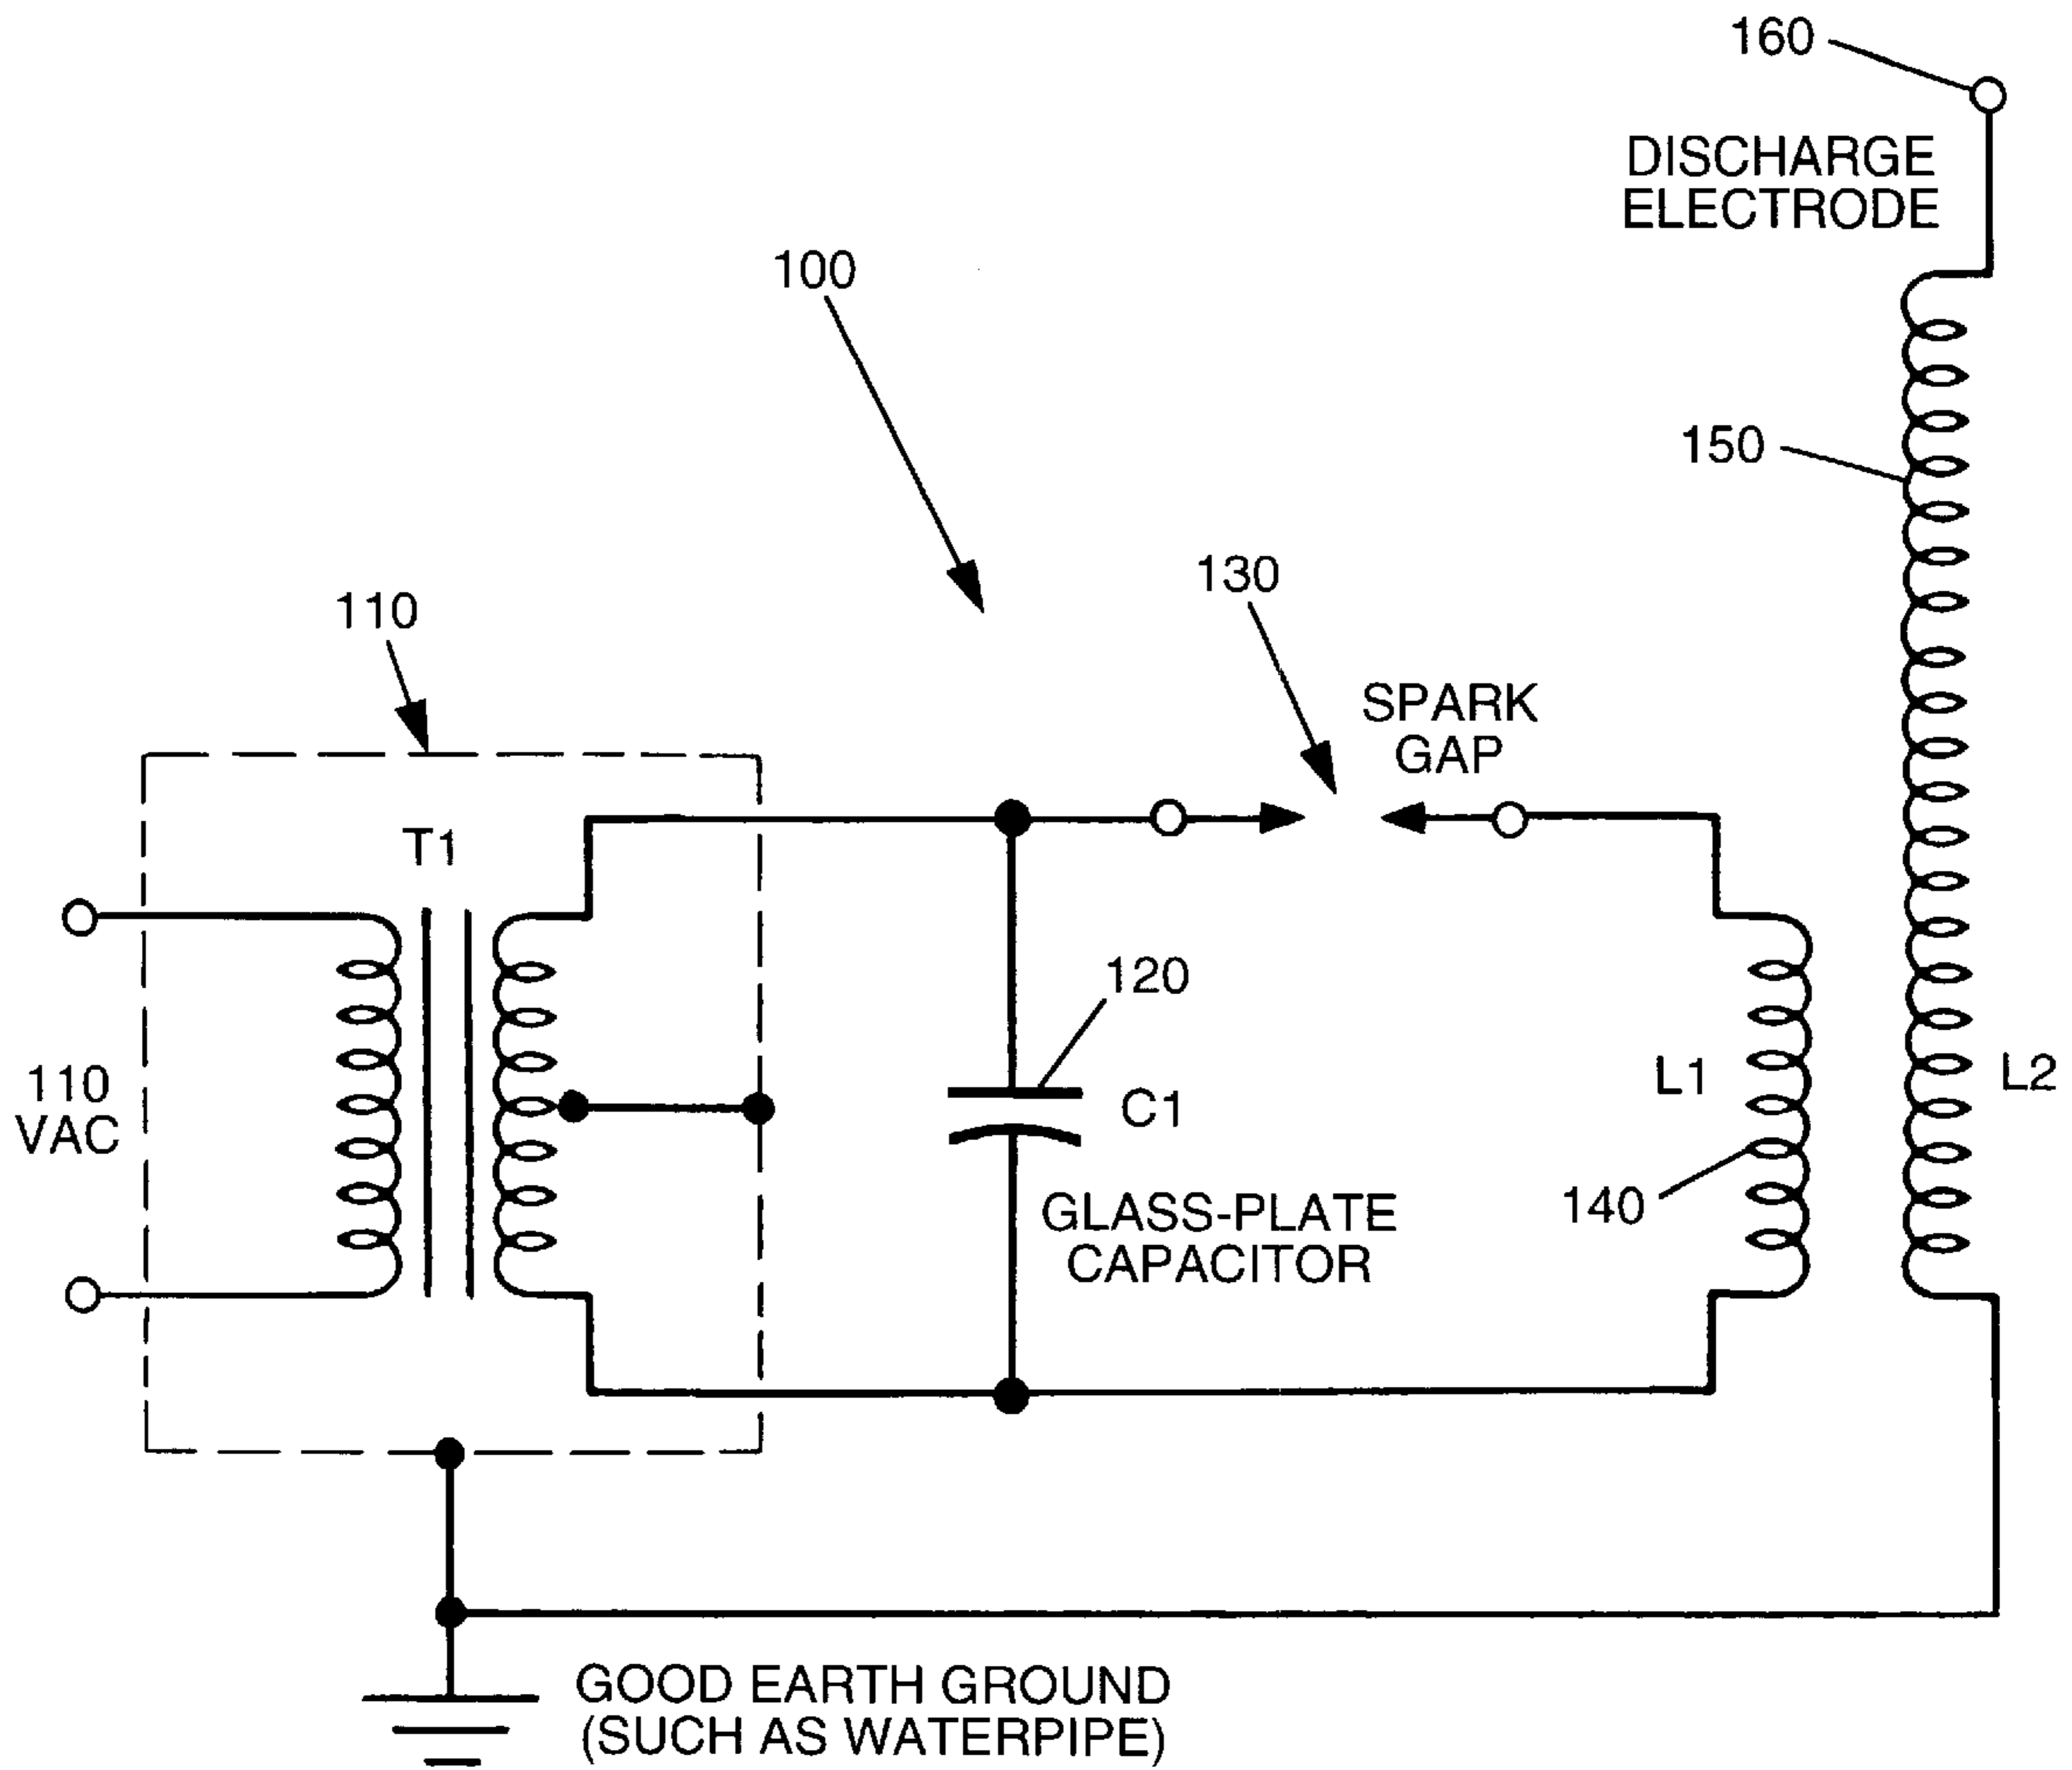 160
DISCHARGE
ELECTRODE
100
150
130
110
SPARK
GAP
T1
120
110
VAC
C1
L1
L2
140
GLASS-PLATE
CAPACITOR
GOOD EARTH GROUND
(SUCH AS WATERPIPE)